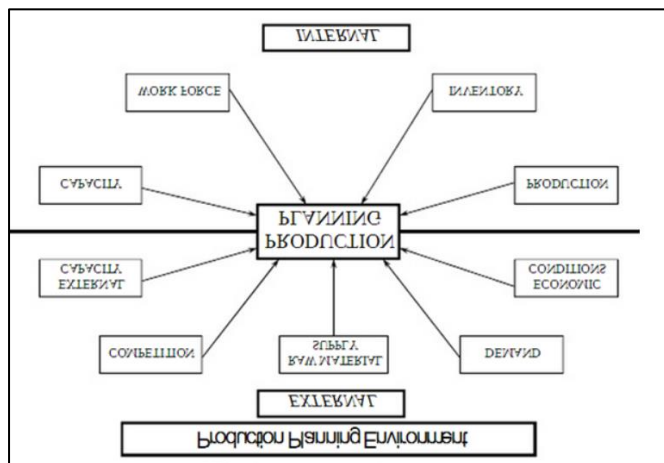 Production Planning Environment
EXTERNAL
COMPETITION
RAW MATERIAL
SUPPLY
DEMAND
EXTERNAL
CAPACITY
ECONOMIC
CONDITIONS
PRODUCTION
PLANNING
CAPACITY
PRODUCTION
WORK FORCE
INVENTORY
INTERNAL